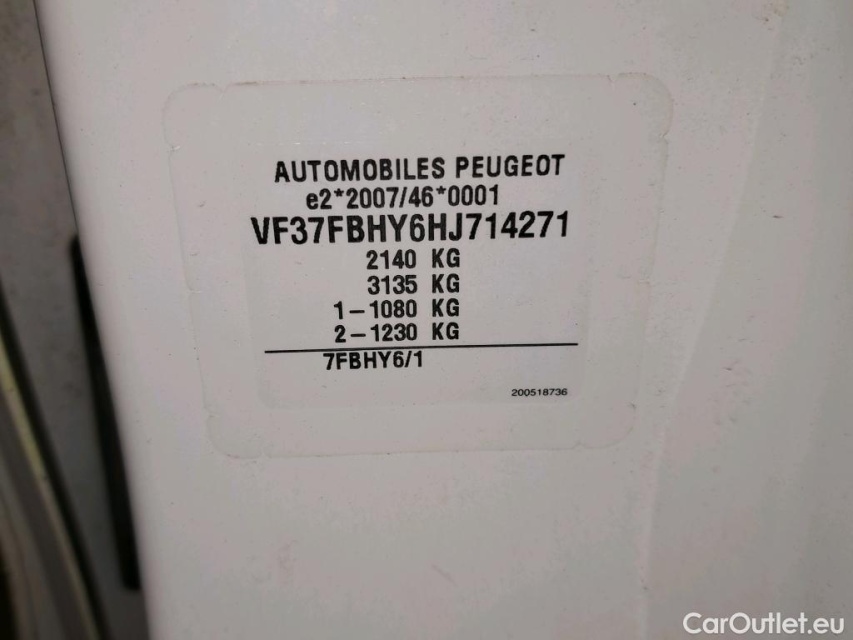 AUTOMOBILES PEUGEOT
e2*2007/46*0001
VF37FBHY6HJ714271
2140 KG
3135 KG
1-1080 KG
2-1230 KG
7FBHY6/1
200518736
CarOutlet.eu